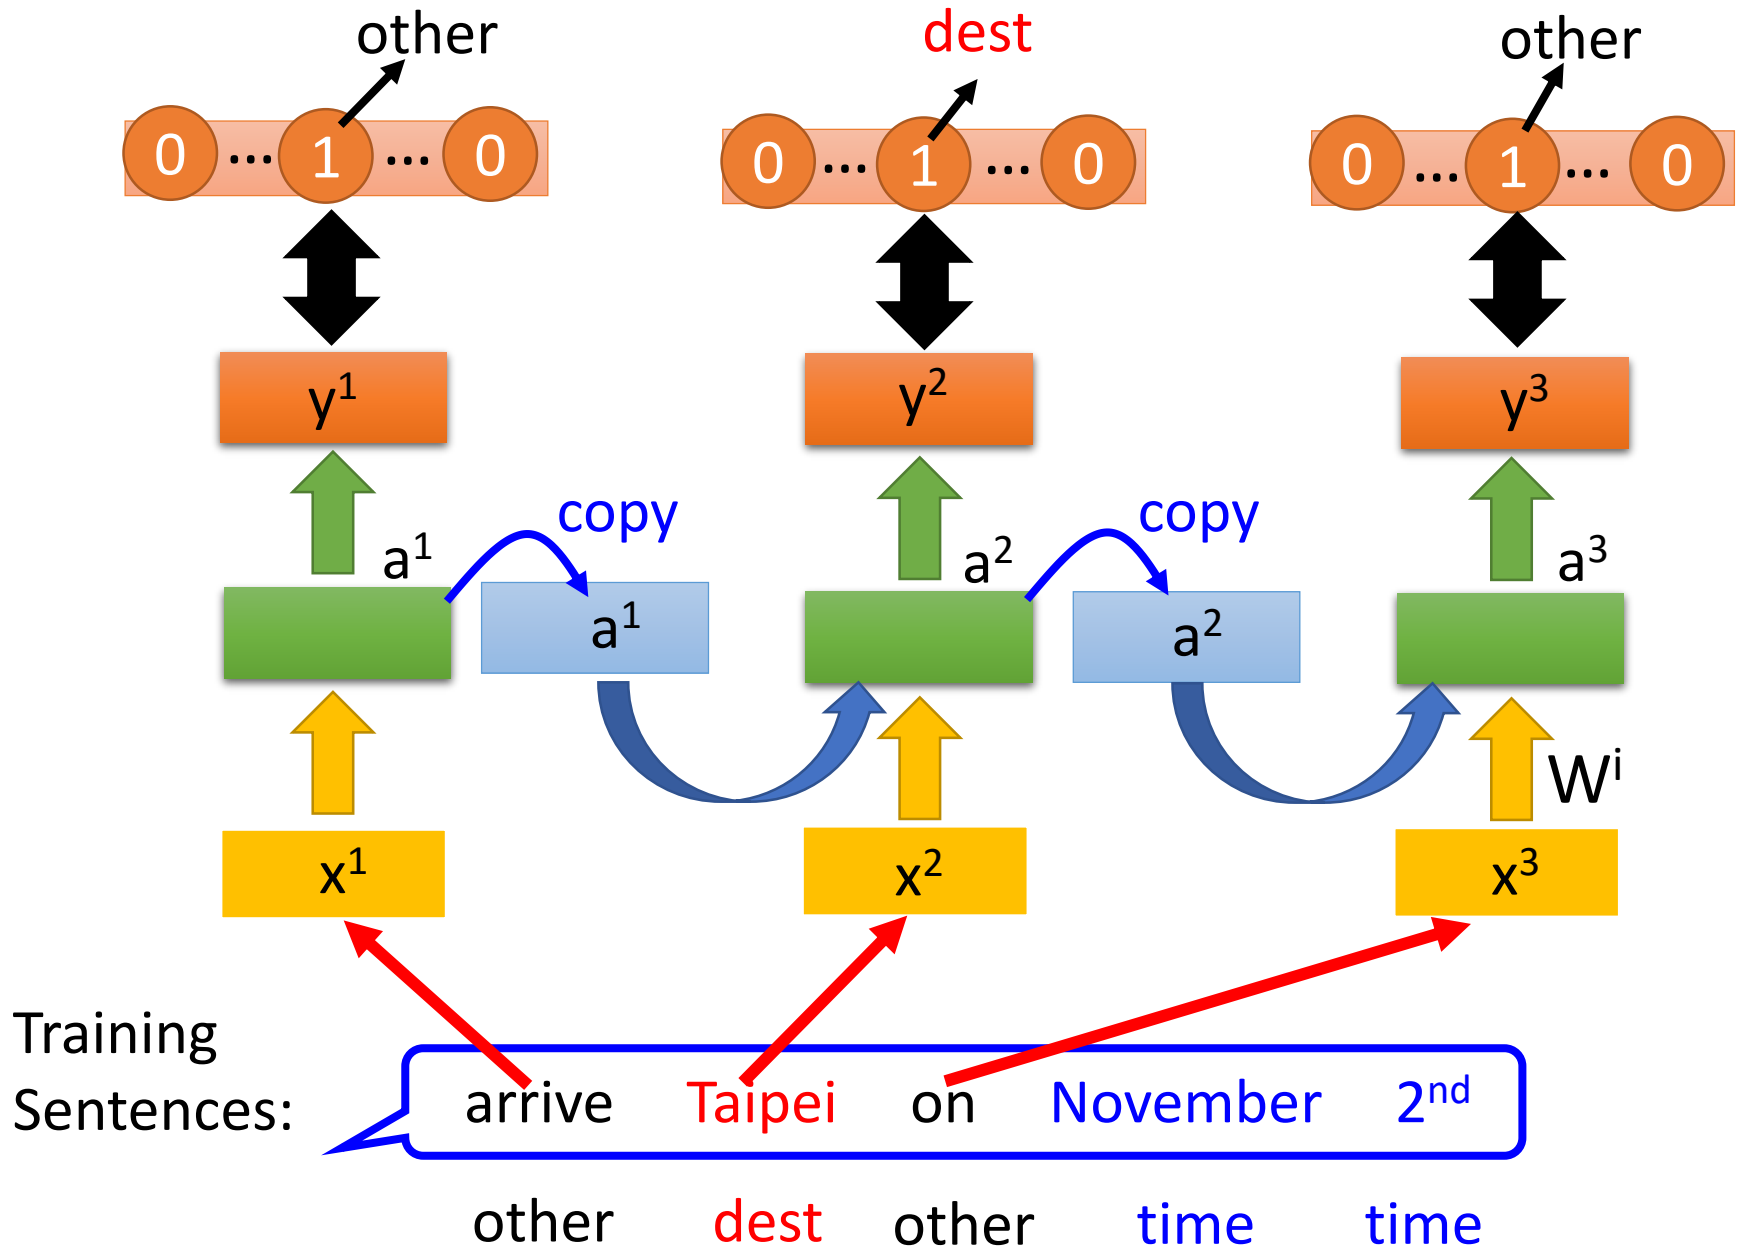 other dest other
0 ... 1 ... 0 0 ... 1 ... 0 0 ... 1 ... 0
y¹ y² y³
copy copy
a¹ a² a³
a¹ a²
Wⁱ
x¹ x² x³
Training
Sentences:
arrive Taipei on November 2ⁿᵈ
other dest other time time